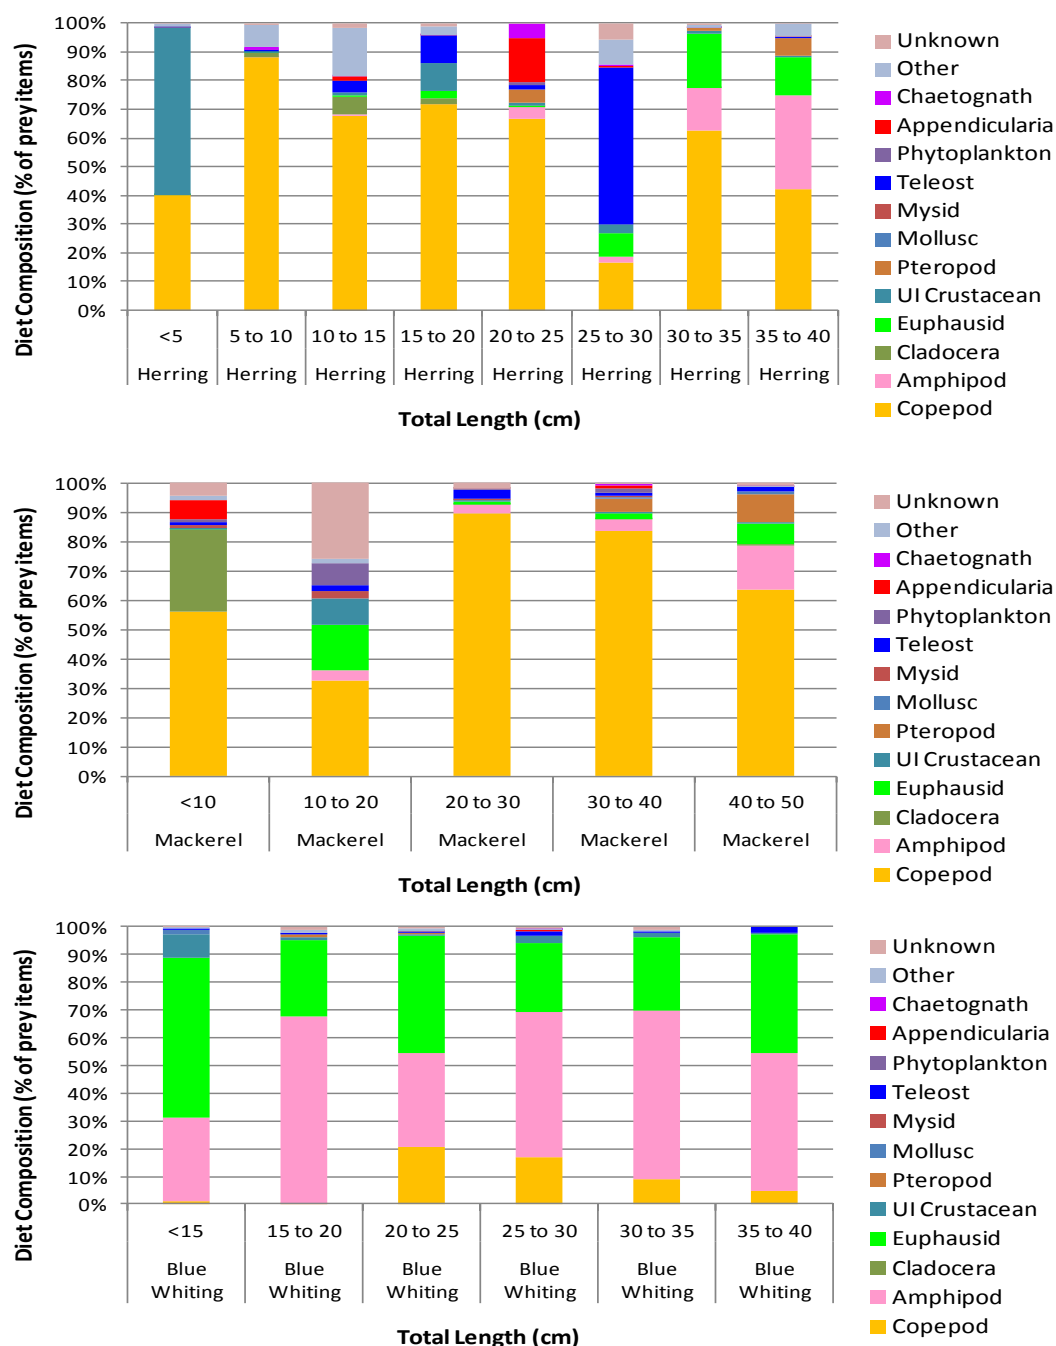 Diet Composition (% of prey items)
100%
90%
80%
70%
60%
50%
40%
30%
20%
10%
0%
<5 5 to 10 10 to 15 15 to 20 20 to 25 25 to 30 30 to 35 35 to 40
Herring Herring Herring Herring Herring Herring Herring Herring
Total Length (cm)
Unknown
Other
Chaetognath
Appendicularia
Phytoplankton
Teleost
Mysid
Mollusc
Pteropod
UI Crustacean
Euphausid
Cladocera
Amphipod
Copepod
Diet Composition (% of prey items)
100%
90%
80%
70%
60%
50%
40%
30%
20%
10%
0%
<10 10 to 20 20 to 30 30 to 40 40 to 50
Mackerel Mackerel Mackerel Mackerel Mackerel
Total Length (cm)
Unknown
Other
Chaetognath
Appendicularia
Phytoplankton
Teleost
Mysid
Mollusc
Pteropod
UI Crustacean
Euphausid
Cladocera
Amphipod
Copepod
Diet Composition (% of prey items)
100%
90%
80%
70%
60%
50%
40%
30%
20%
10%
0%
<15 15 to 20 20 to 25 25 to 30 30 to 35 35 to 40
Blue Blue Blue Blue Blue Blue
Whiting Whiting Whiting Whiting Whiting Whiting
Total Length (cm)
Unknown
Other
Chaetognath
Appendicularia
Phytoplankton
Teleost
Mysid
Mollusc
Pteropod
UI Crustacean
Euphausid
Cladocera
Amphipod
Copepod